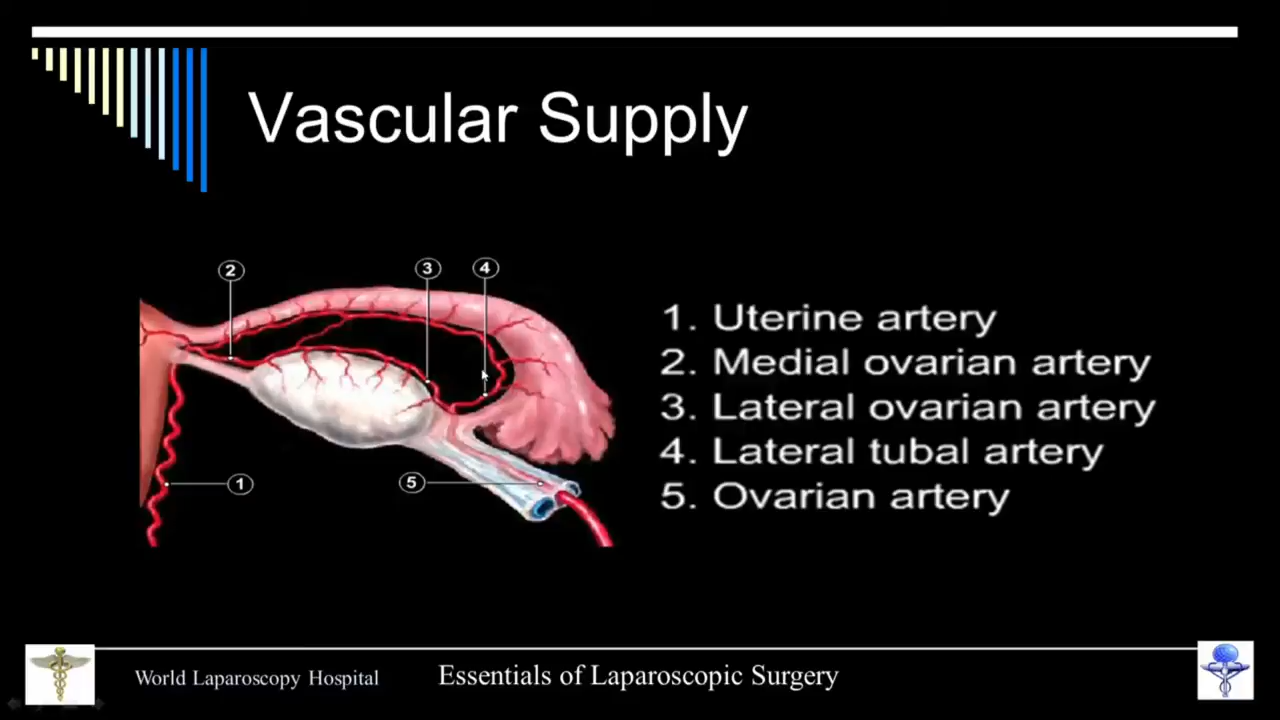 Vascular Supply
2
3
4
1
5
1. Uterine artery
2. Medial ovarian artery
3. Lateral ovarian artery
4. Lateral tubal artery
5. Ovarian artery
World Laparoscopy Hospital
Essentials of Laparoscopic Surgery